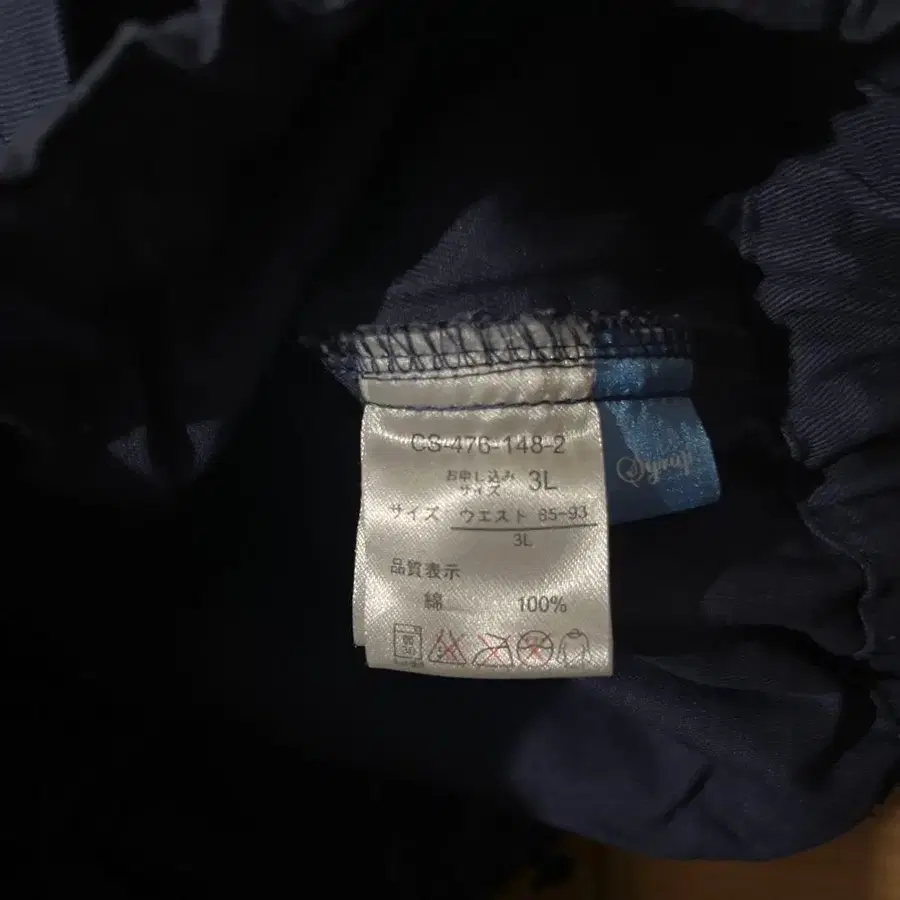 CS-476-148-2
お申し込み
サイズ 3L
サイズ ウエスト 85-93
3L
品質表示
綿 100%
Syrup